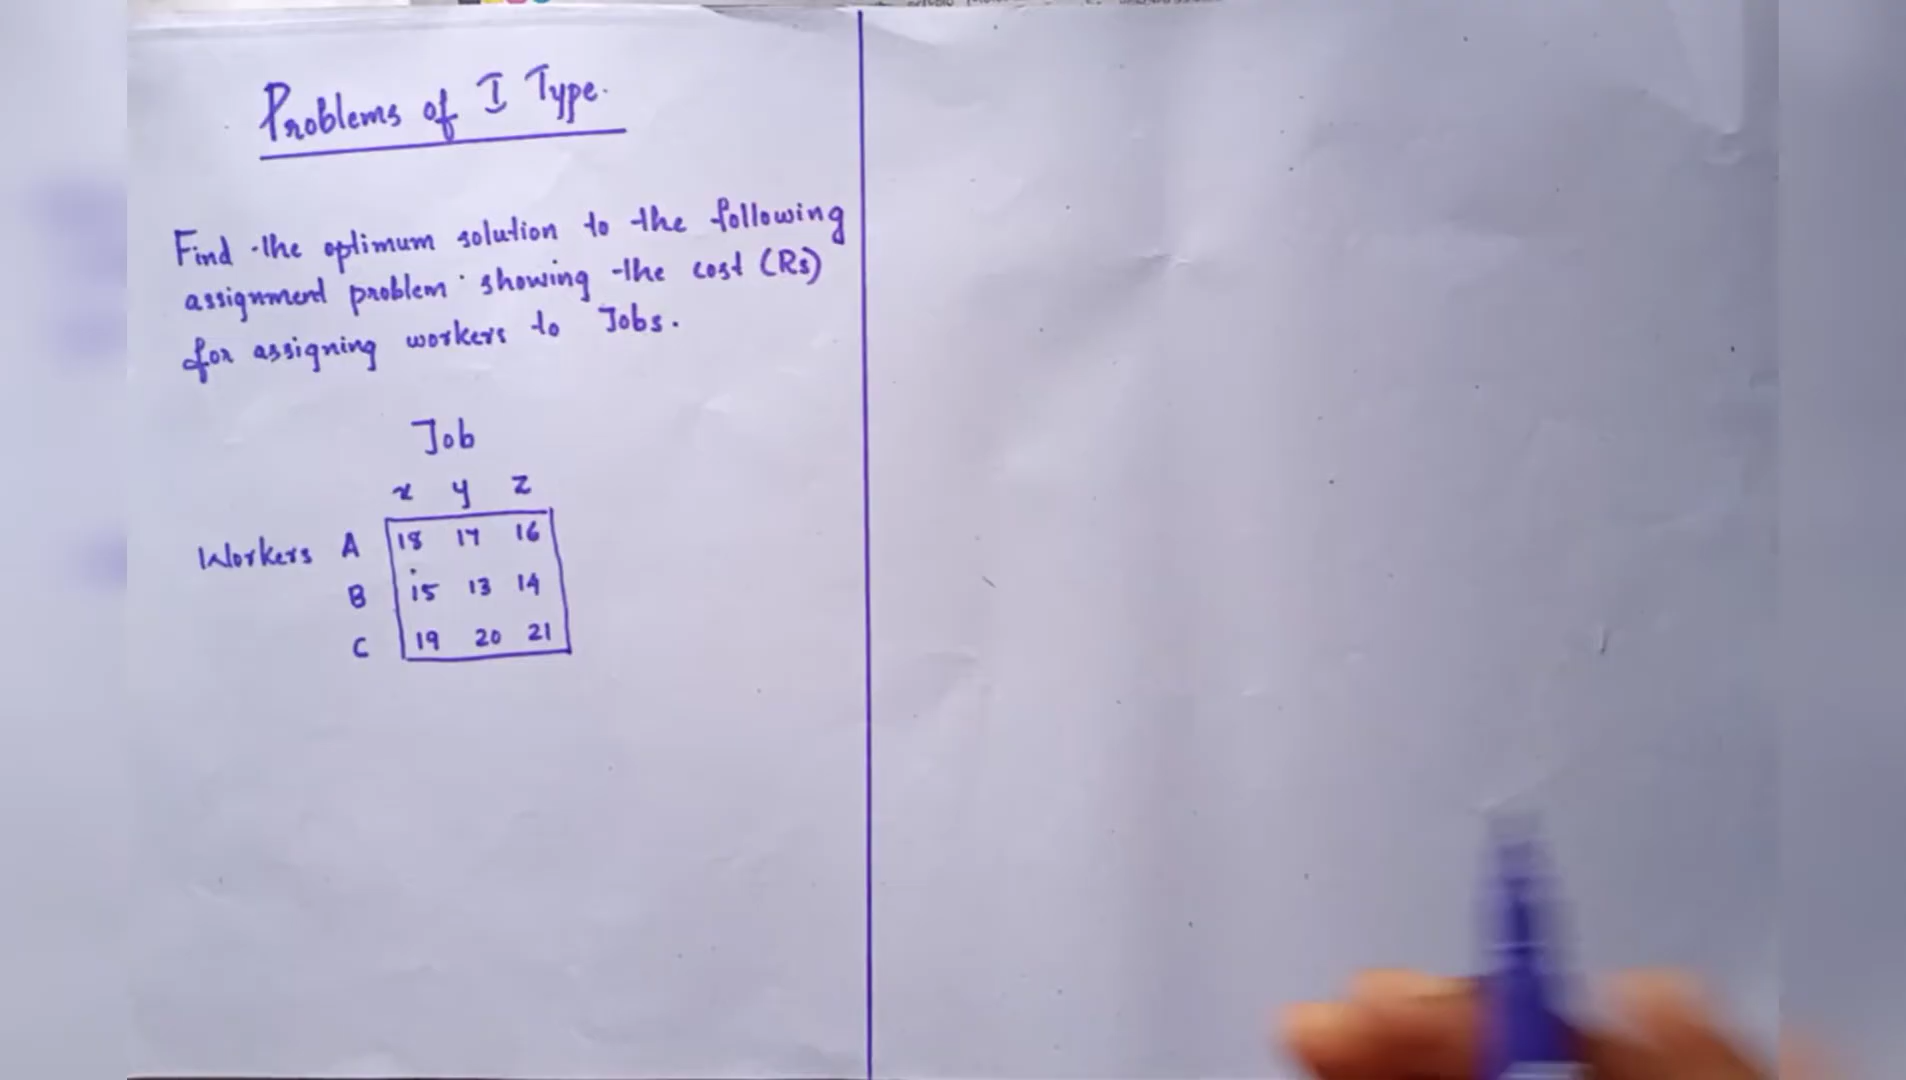 Problems of I Type.
Find the optimum solution to the following
assignment problem showing the cost (Rs)
for assigning workers to Jobs.
Job
x y z
Workers A 18 17 16
B 15 13 14
C 19 20 21